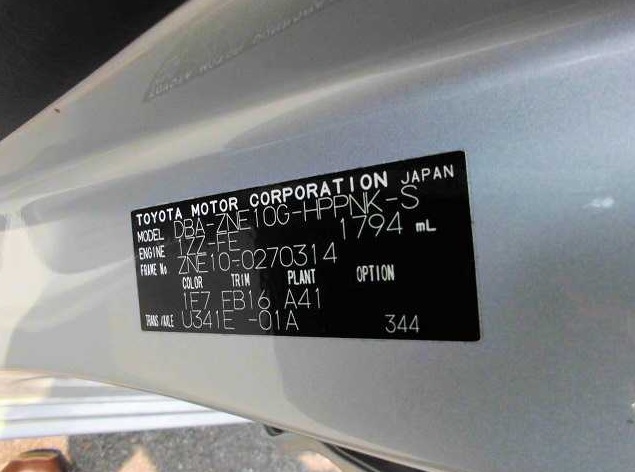 TOYOTA MOTOR CORPORATION JAPAN
MODEL DBA-ZNE10G-HPPNK-S
ENGINE 1ZZ-FE 1794 mL
FRAME No. ZNE10-0270314
COLOR TRIM PLANT OPTION
1F7 FB16 A41
TRANS/AXLE U341E -01A 344